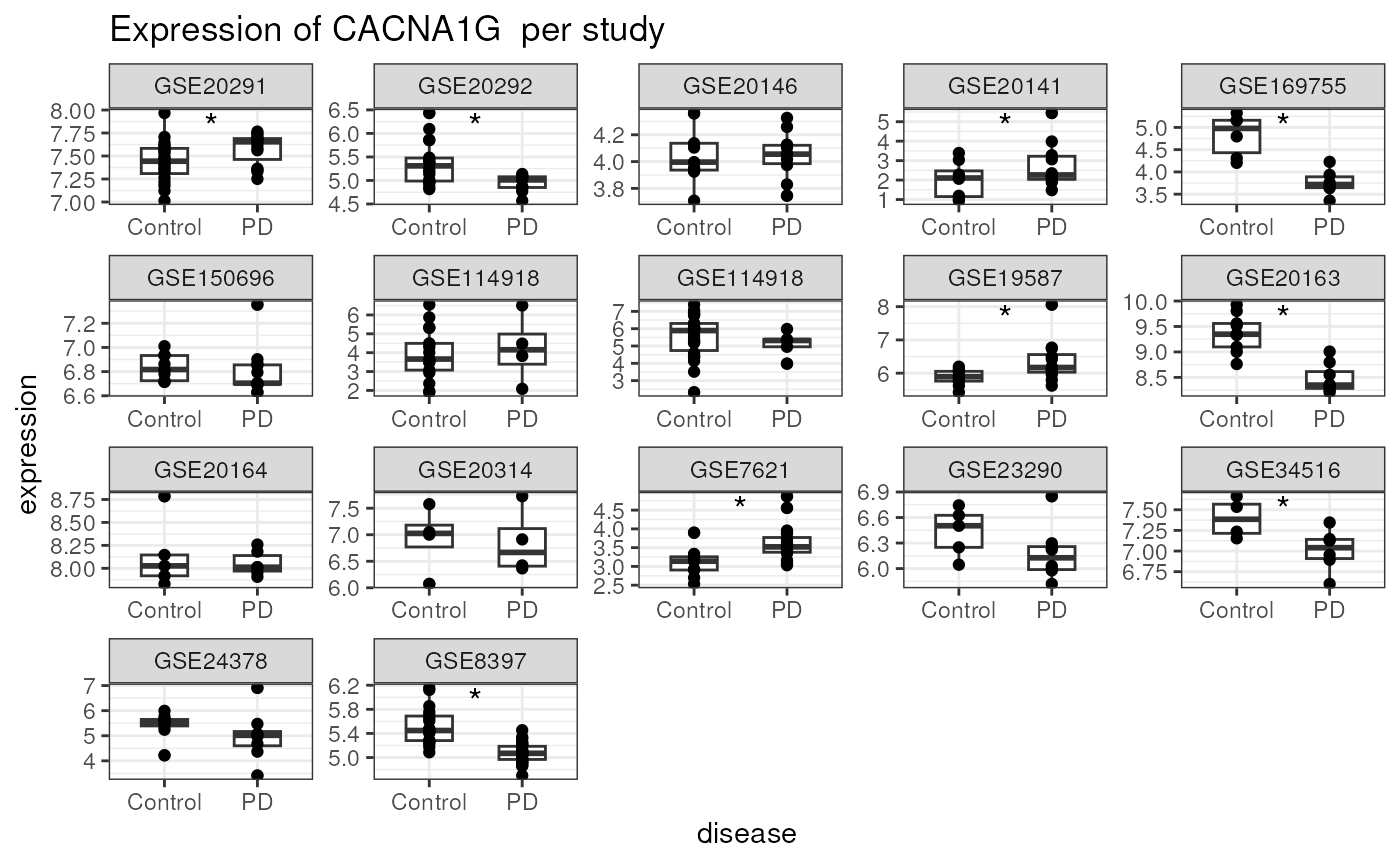 Expression of CACNA1G  per study
GSE20291 GSE20292 GSE20146 GSE20141 GSE169755
8.00 7.75 7.50 7.25 7.00 * 6.5 6.0 5.5 5.0 4.5 * 4.2 4.0 3.8 5 4 3 2 1 * 5.0 4.5 4.0 3.5 *
Control PD Control PD Control PD Control PD Control PD
GSE150696 GSE114918 GSE114918 GSE19587 GSE20163
7.2 7.0 6.8 6.6 6 5 4 3 2 7 6 5 4 3 8 7 6 * 10.0 9.5 9.0 8.5 *
Control PD Control PD Control PD Control PD Control PD
expression
GSE20164 GSE20314 GSE7621 GSE23290 GSE34516
8.75 8.50 8.25 8.00 7.5 7.0 6.5 6.0 4.5 4.0 3.5 3.0 2.5 * 6.9 6.6 6.3 6.0 7.50 7.25 7.00 6.75 *
Control PD Control PD Control PD Control PD Control PD
GSE24378 GSE8397
7 6 5 4 6.2 5.8 5.4 5.0 *
Control PD Control PD
disease